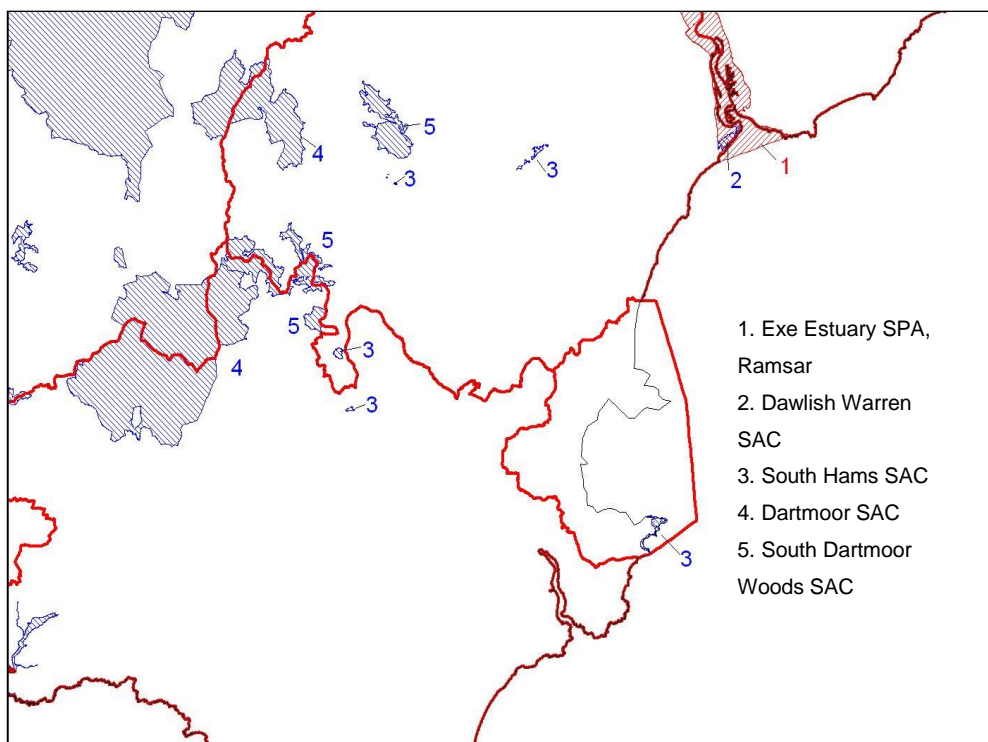 5
4
3
3
1
2
5
5
3
4
3
3
1. Exe Estuary SPA,
Ramsar
2. Dawlish Warren
SAC
3. South Hams SAC
4. Dartmoor SAC
5. South Dartmoor
Woods SAC